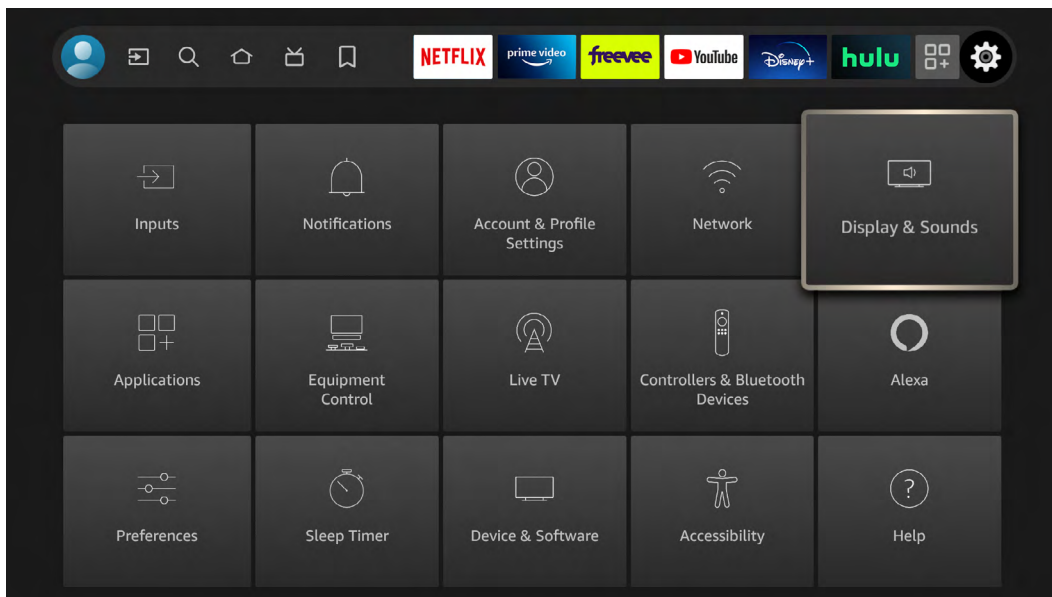 NETFLIX prime video freevee YouTube Disney+ hulu
Inputs
Notifications
Account & Profile
Settings
Network
Display & Sounds
Applications
Equipment
Control
Live TV
Controllers & Bluetooth
Devices
Alexa
Preferences
Sleep Timer
Device & Software
Accessibility
? 
Help